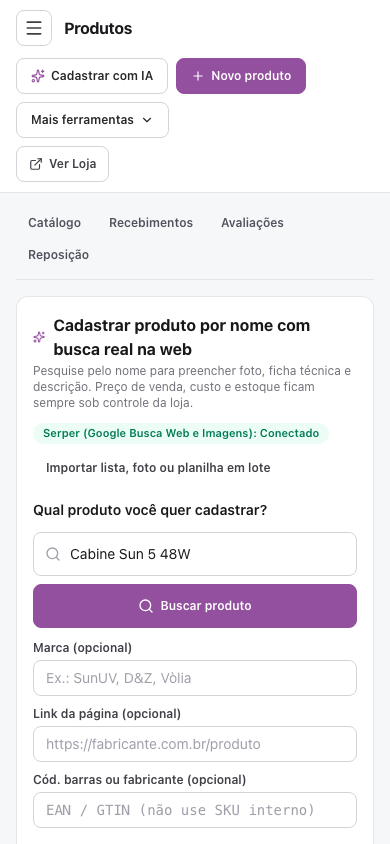 Produtos
Cadastrar com IA
Novo produto
Mais ferramentas
Ver Loja
Catálogo Recebimentos Avaliações
Reposição
Cadastrar produto por nome com
busca real na web
Pesquise pelo nome para preencher foto, ficha técnica e
descrição. Preço de venda, custo e estoque ficam
sempre sob controle da loja.
Serper (Google Busca Web e Imagens): Conectado
Importar lista, foto ou planilha em lote
Qual produto você quer cadastrar?
Cabine Sun 5 48W
Buscar produto
Marca (opcional)
Ex.: SunUV, D&Z, Vòlia
Link da página (opcional)
https://fabricante.com.br/produto
Cód. barras ou fabricante (opcional)
EAN / GTIN (não use SKU interno)